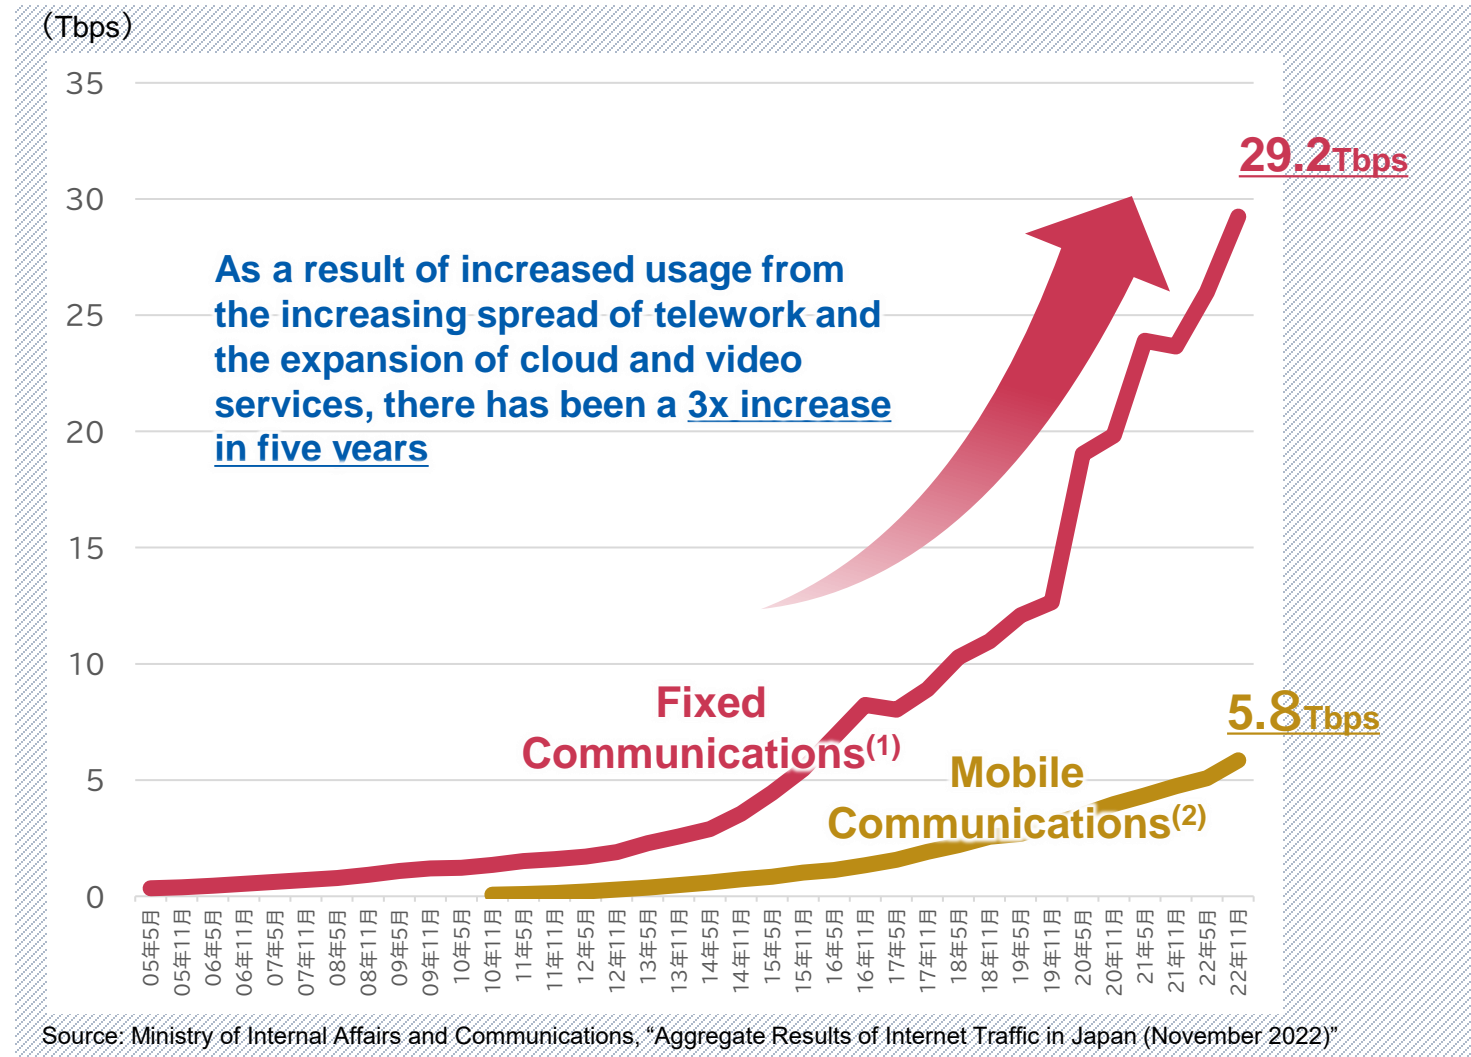 （Tbps）
35
30
25
20
15
10
5
0
29.2Tbps
As a result of increased usage from
the increasing spread of telework and
the expansion of cloud and video
services, there has been a 3x increase
in five years
Fixed
Communications(1)
5.8Tbps
Mobile
Communications(2)
05年5月
05年11月
06年5月
06年11月
07年5月
07年11月
08年5月
08年11月
09年5月
09年11月
10年5月
10年11月
11年5月
11年11月
12年5月
12年11月
13年5月
13年11月
14年5月
14年11月
15年5月
15年11月
16年5月
16年11月
17年5月
17年11月
18年5月
18年11月
19年5月
19年11月
20年5月
20年11月
21年5月
21年11月
22年5月
22年11月
Source: Ministry of Internal Affairs and Communications, “Aggregate Results of Internet Traffic in Japan (November 2022)”